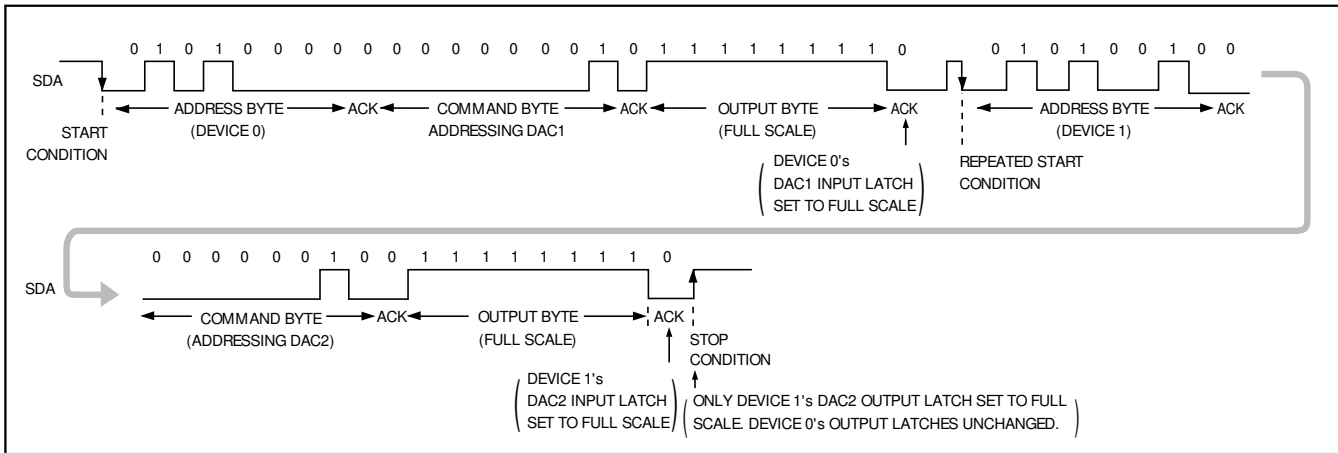 0 1 0 1 0 0 0 0 0 0 0 0 0 0 0 0 1 0 1 1 1 1 1 1 1 1 0 0 1 0 1 0 0 1 0 0
SDA
ADDRESS BYTE
(DEVICE 0)
ACK
COMMAND BYTE
ADDRESSING DAC1
ACK
OUTPUT BYTE
(FULL SCALE)
ACK
ADDRESS BYTE
(DEVICE 1)
ACK
START
CONDITION
DEVICE 0's
DAC1 INPUT LATCH
SET TO FULL SCALE
REPEATED START
CONDITION
0 0 0 0 0 0 1 0 0 1 1 1 1 1 1 1 1 0
SDA
COMMAND BYTE
(ADDRESSING DAC2)
ACK
OUTPUT BYTE
(FULL SCALE)
ACK
STOP
CONDITION
DEVICE 1's
DAC2 INPUT LATCH
SET TO FULL SCALE
ONLY DEVICE 1's DAC2 OUTPUT LATCH SET TO FULL
SCALE. DEVICE 0's OUTPUT LATCHES UNCHANGED.